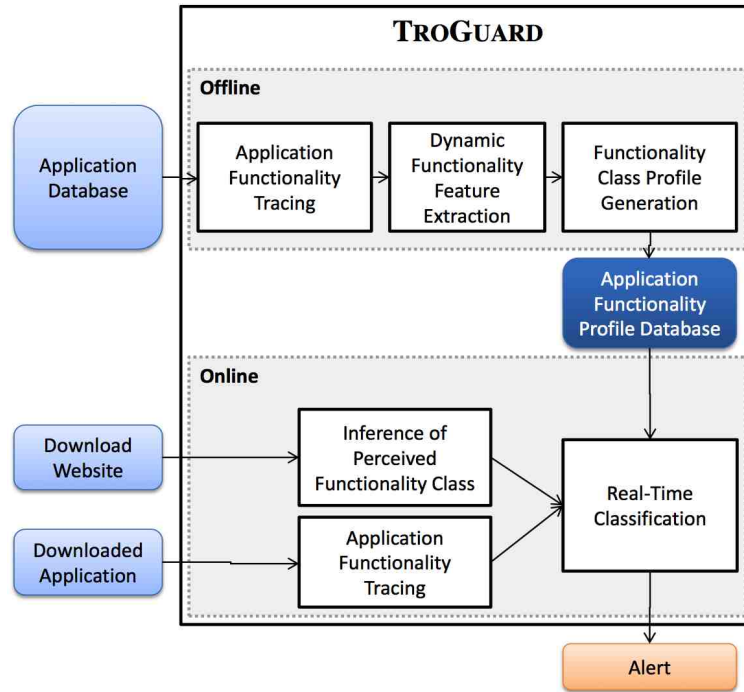 TROGUARD
Offline
Application
Database
Application
Functionality
Tracing
Dynamic
Functionality
Feature
Extraction
Functionality
Class Profile
Generation
Application
Functionality
Profile Database
Online
Download
Website
Inference of
Perceived
Functionality Class
Real-Time
Classification
Downloaded
Application
Application
Functionality
Tracing
Alert